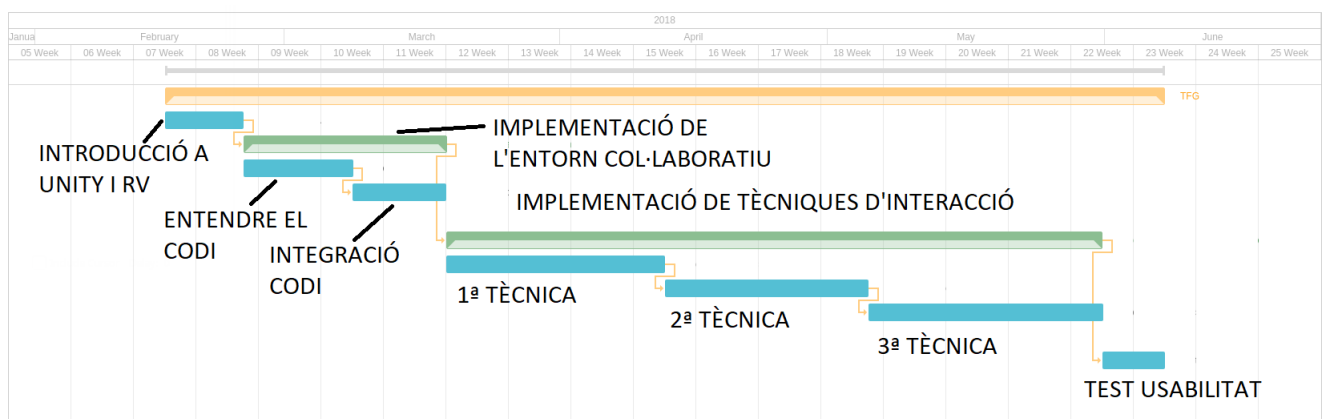 2018
Janua February March April May June
05 Week 06 Week 07 Week 08 Week 09 Week 10 Week 11 Week 12 Week 13 Week 14 Week 15 Week 16 Week 17 Week 18 Week 19 Week 20 Week 21 Week 22 Week 23 Week 24 Week 25 Week
TFG
INTRODUCCIÓ A
UNITY I RV
IMPLEMENTACIÓ DE
L'ENTORN COL·LABORATIU
ENTENDRE EL
CODI
INTEGRACIÓ
CODI
IMPLEMENTACIÓ DE TÈCNIQUES D'INTERACCIÓ
1ª TÈCNICA
2ª TÈCNICA
3ª TÈCNICA
TEST USABILITAT